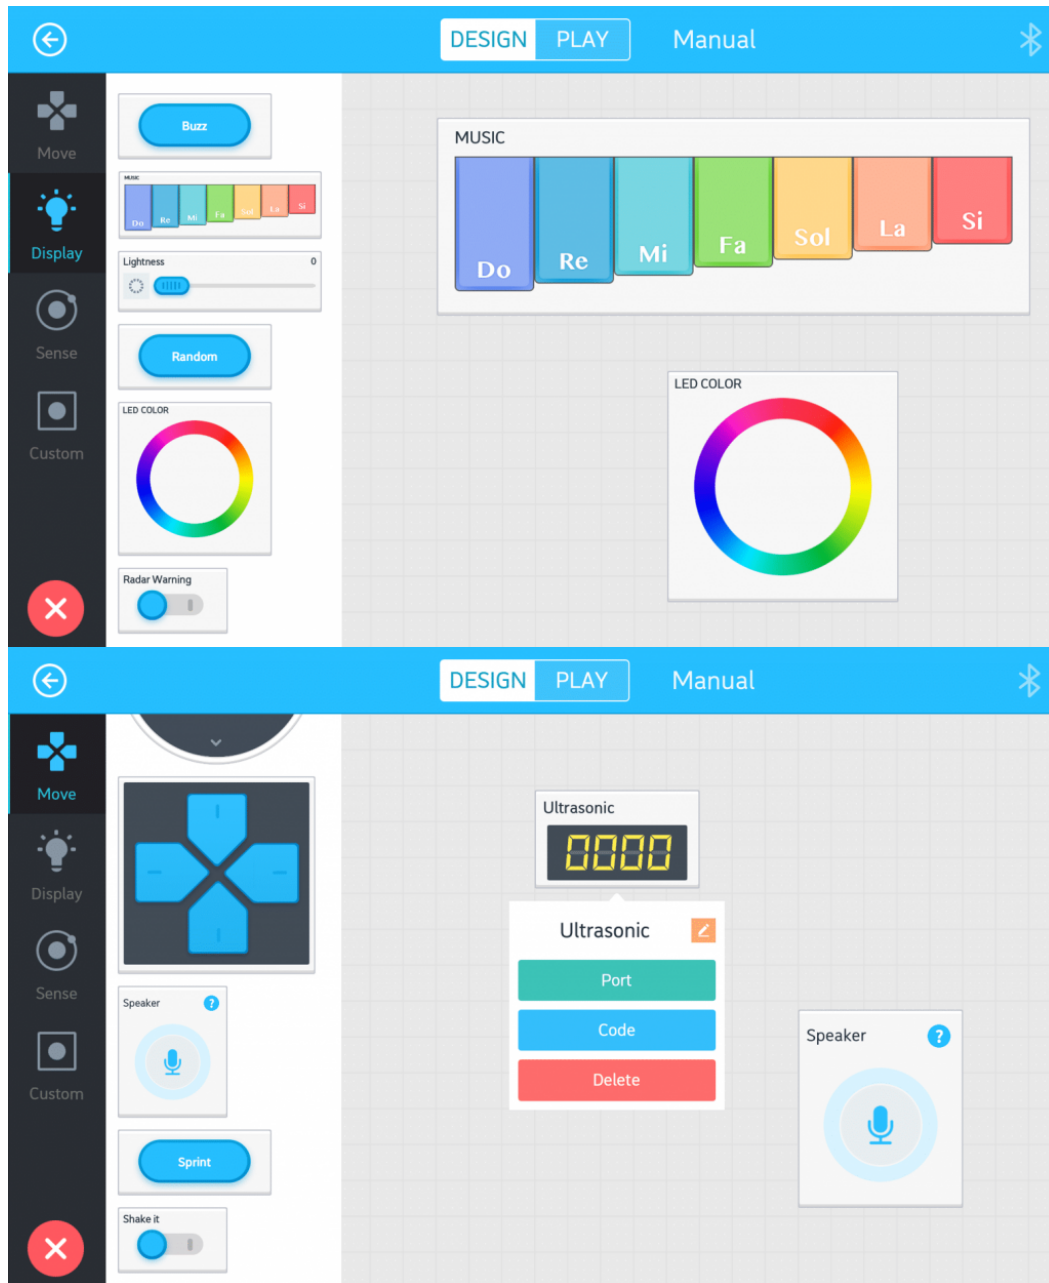 DESIGN PLAY Manual
Move
Display
Sense
Custom
Buzz
MUSIC
Do Re Mi Fa Sol La Si
Lightness 0
Random
LED COLOR
Radar Warning
MUSIC
Do Re Mi Fa Sol La Si
LED COLOR
DESIGN PLAY Manual
Move
Display
Sense
Custom
Speaker ?
Sprint
Shake it
Ultrasonic
0000
Ultrasonic
Port
Code
Delete
Speaker ?